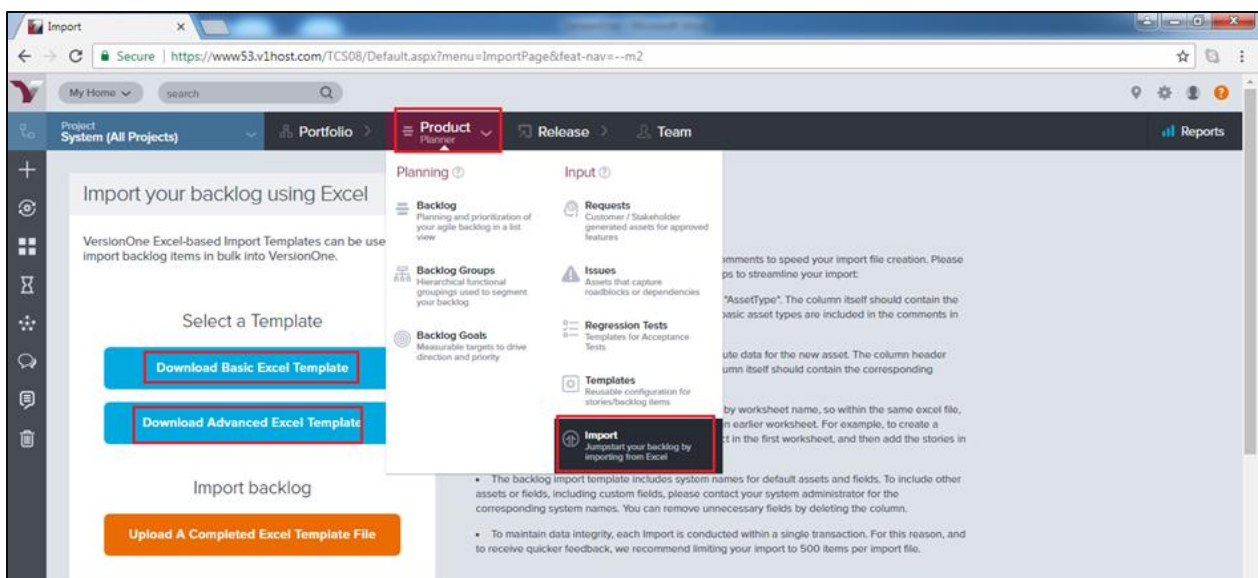 Import
Secure | https://www53.v1host.com/TCS08/Default.aspx?menu=ImportPage&feat-nav=--m2
My Home
search
Project
System (All Projects)
Portfolio
Product
Planner
Release
Team
Reports
Import your backlog using Excel
VersionOne Excel-based Import Templates can be use
import backlog items in bulk into VersionOne.
Select a Template
Download Basic Excel Template
Download Advanced Excel Template
Import backlog
Upload A Completed Excel Template File
Planning
Backlog
Planning and prioritization of
your agile backlog in a list
view
Backlog Groups
Hierarchical functional
groupings used to segment
your backlog
Backlog Goals
Measurable targets to drive
direction and priority
Input
Requests
Customer / Stakeholder
generated assets for approved
features
Issues
Assets that capture
roadblocks or dependencies
Regression Tests
Templates for Acceptance
Tests
Templates
Reusable configuration for
stories/backlog items
Import
Jumpstart your backlog by
importing from Excel
mments to speed your import file creation. Please
ps to streamline your import:
"AssetType". The column itself should contain the
asic asset types are included in the comments in
ute data for the new asset. The column header
umn itself should contain the corresponding
by worksheet name, so within the same excel file,
n earlier worksheet. For example, to create a
ct in the first worksheet, and then add the stories in
• The backlog import template includes system names for default assets and fields. To include other
assets or fields, including custom fields, please contact your system administrator for the
corresponding system names. You can remove unnecessary fields by deleting the column.
• To maintain data integrity, each Import is conducted within a single transaction. For this reason, and
to receive quicker feedback, we recommend limiting your import to 500 items per import file.